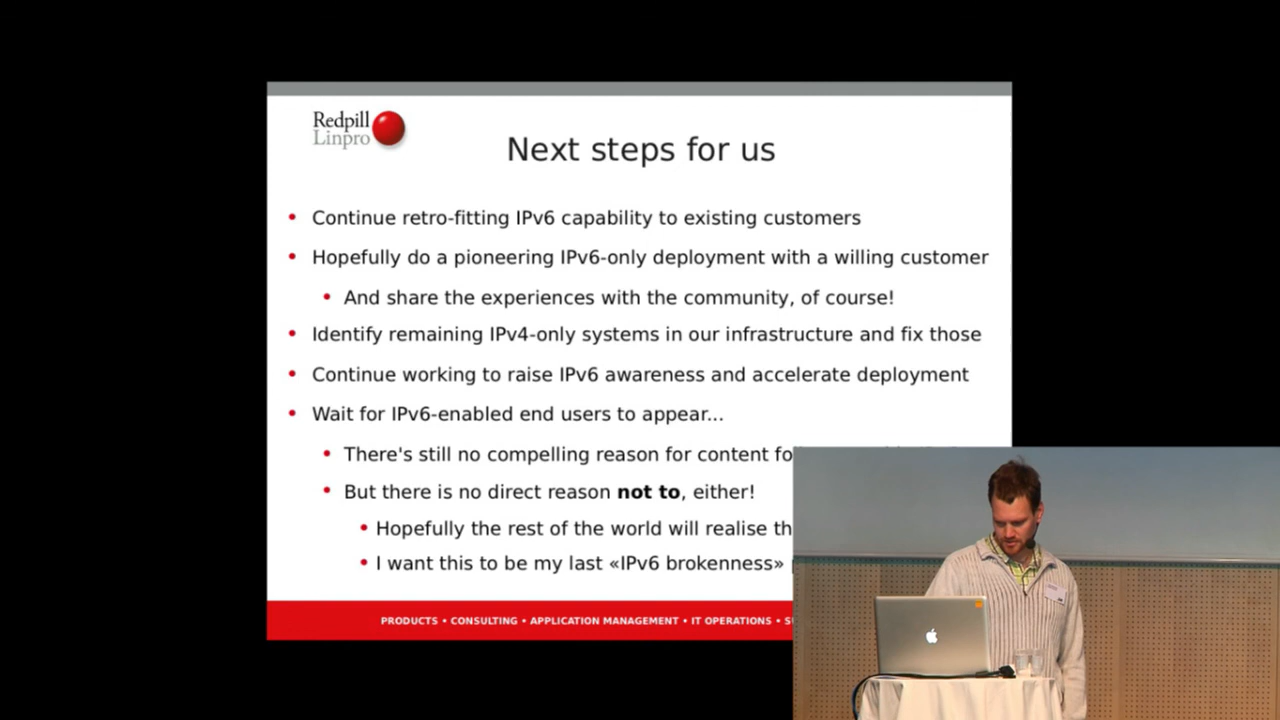 Redpill
Linpro
Next steps for us
• Continue retro-fitting IPv6 capability to existing customers
• Hopefully do a pioneering IPv6-only deployment with a willing customer
• And share the experiences with the community, of course!
• Identify remaining IPv4-only systems in our infrastructure and fix those
• Continue working to raise IPv6 awareness and accelerate deployment
• Wait for IPv6-enabled end users to appear...
• There's still no compelling reason for content
• But there is no direct reason not to, either!
• Hopefully the rest of the world will realise
• I want this to be my last «IPv6 brokenness»
PRODUCTS • CONSULTING • APPLICATION MANAGEMENT • IT OPERATIONS •